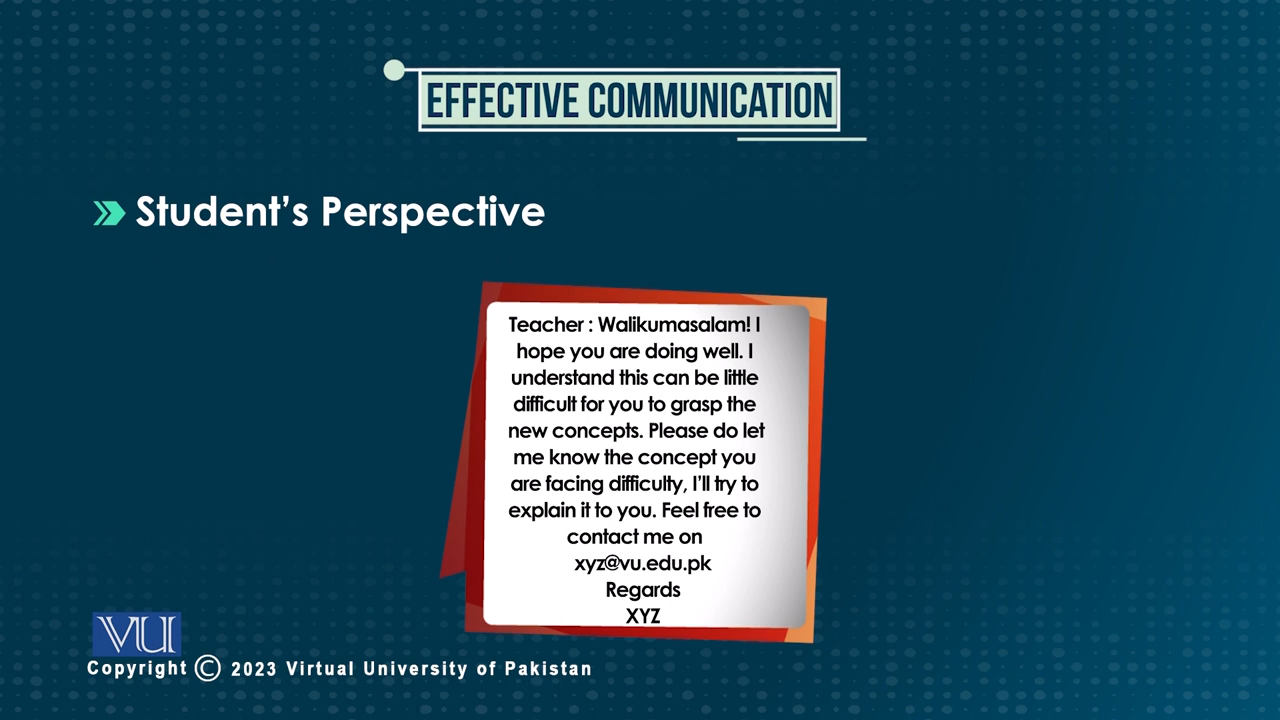 EFFECTIVE COMMUNICATION
Student's Perspective
Teacher : Walikumasalam! I
hope you are doing well. I
understand this can be little
difficult for you to grasp the
new concepts. Please do let
me know the concept you
are facing difficulty, I'll try to
explain it to you. Feel free to
contact me on
xyz@vu.edu.pk
Regards
XYZ
VU
Copyright © 2023 Virtual University of Pakistan